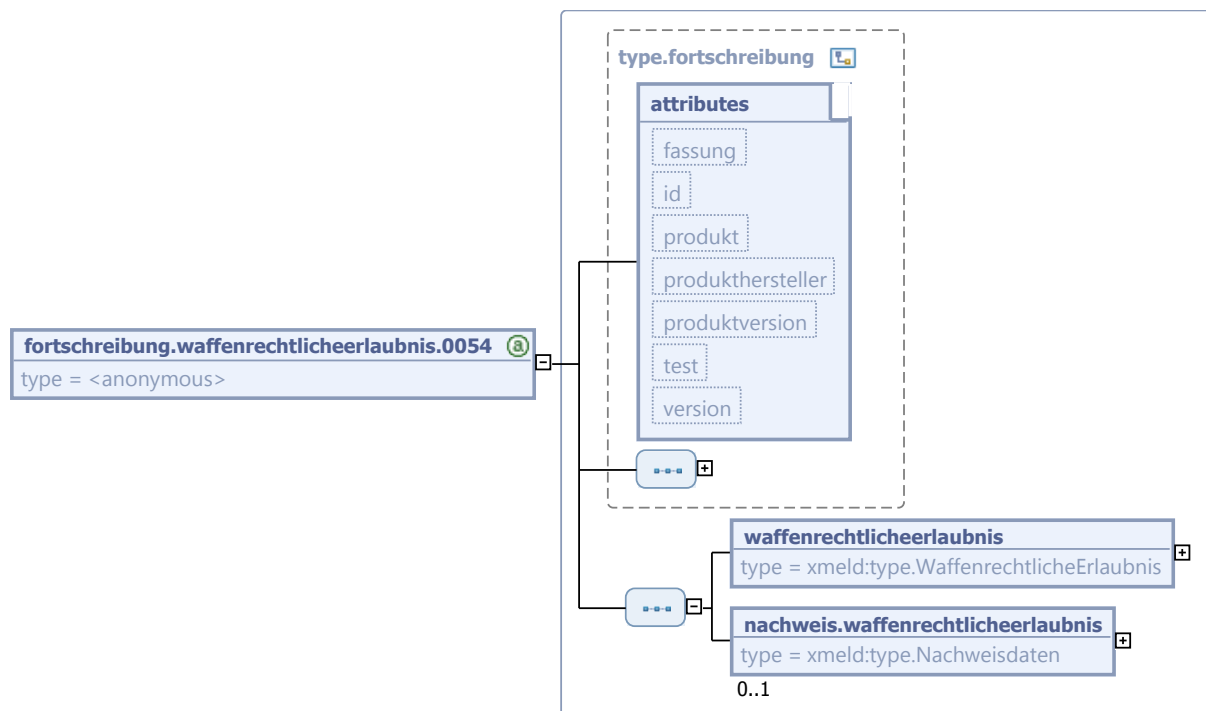 type.fortschreibung
attributes
fassung
id
produkt
produkthersteller
produktversion
test
version
fortschreibung.waffenrechtlicheerlaubnis.0054 a
type = <anonymous>
waffenrechtlicheerlaubnis
type = xmeld:type.WaffenrechtlicheErlaubnis
nachweis.waffenrechtlicheerlaubnis
type = xmeld:type.Nachweisdaten
0..1